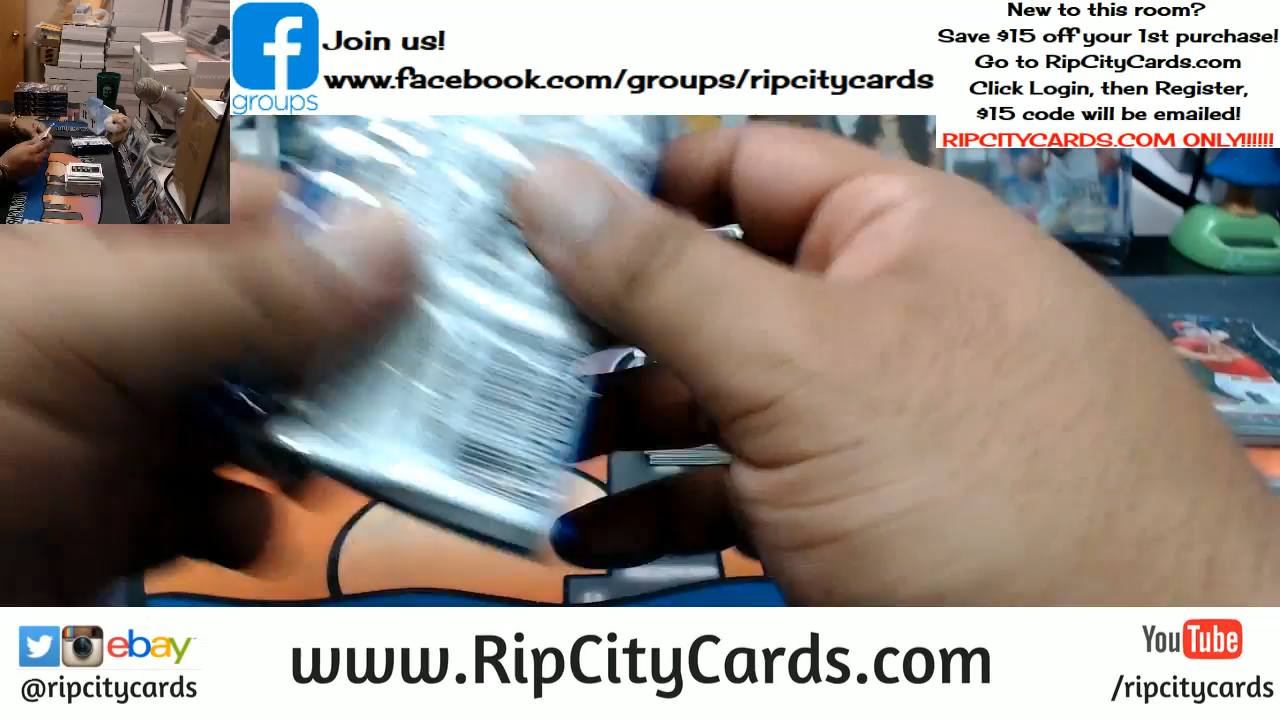 Join us!
www.facebook.com/groups/ripcitycards
groups
New to this room?
Save $15 off your 1st purchase!
Go to RipCityCards.com
Click Login, then Register,
$15 code will be emailed!
RIPCITYCARDS.COM ONLY!!!!!!
ebay
@ripcitycards
www.RipCityCards.com
YouTube
/ripcitycards